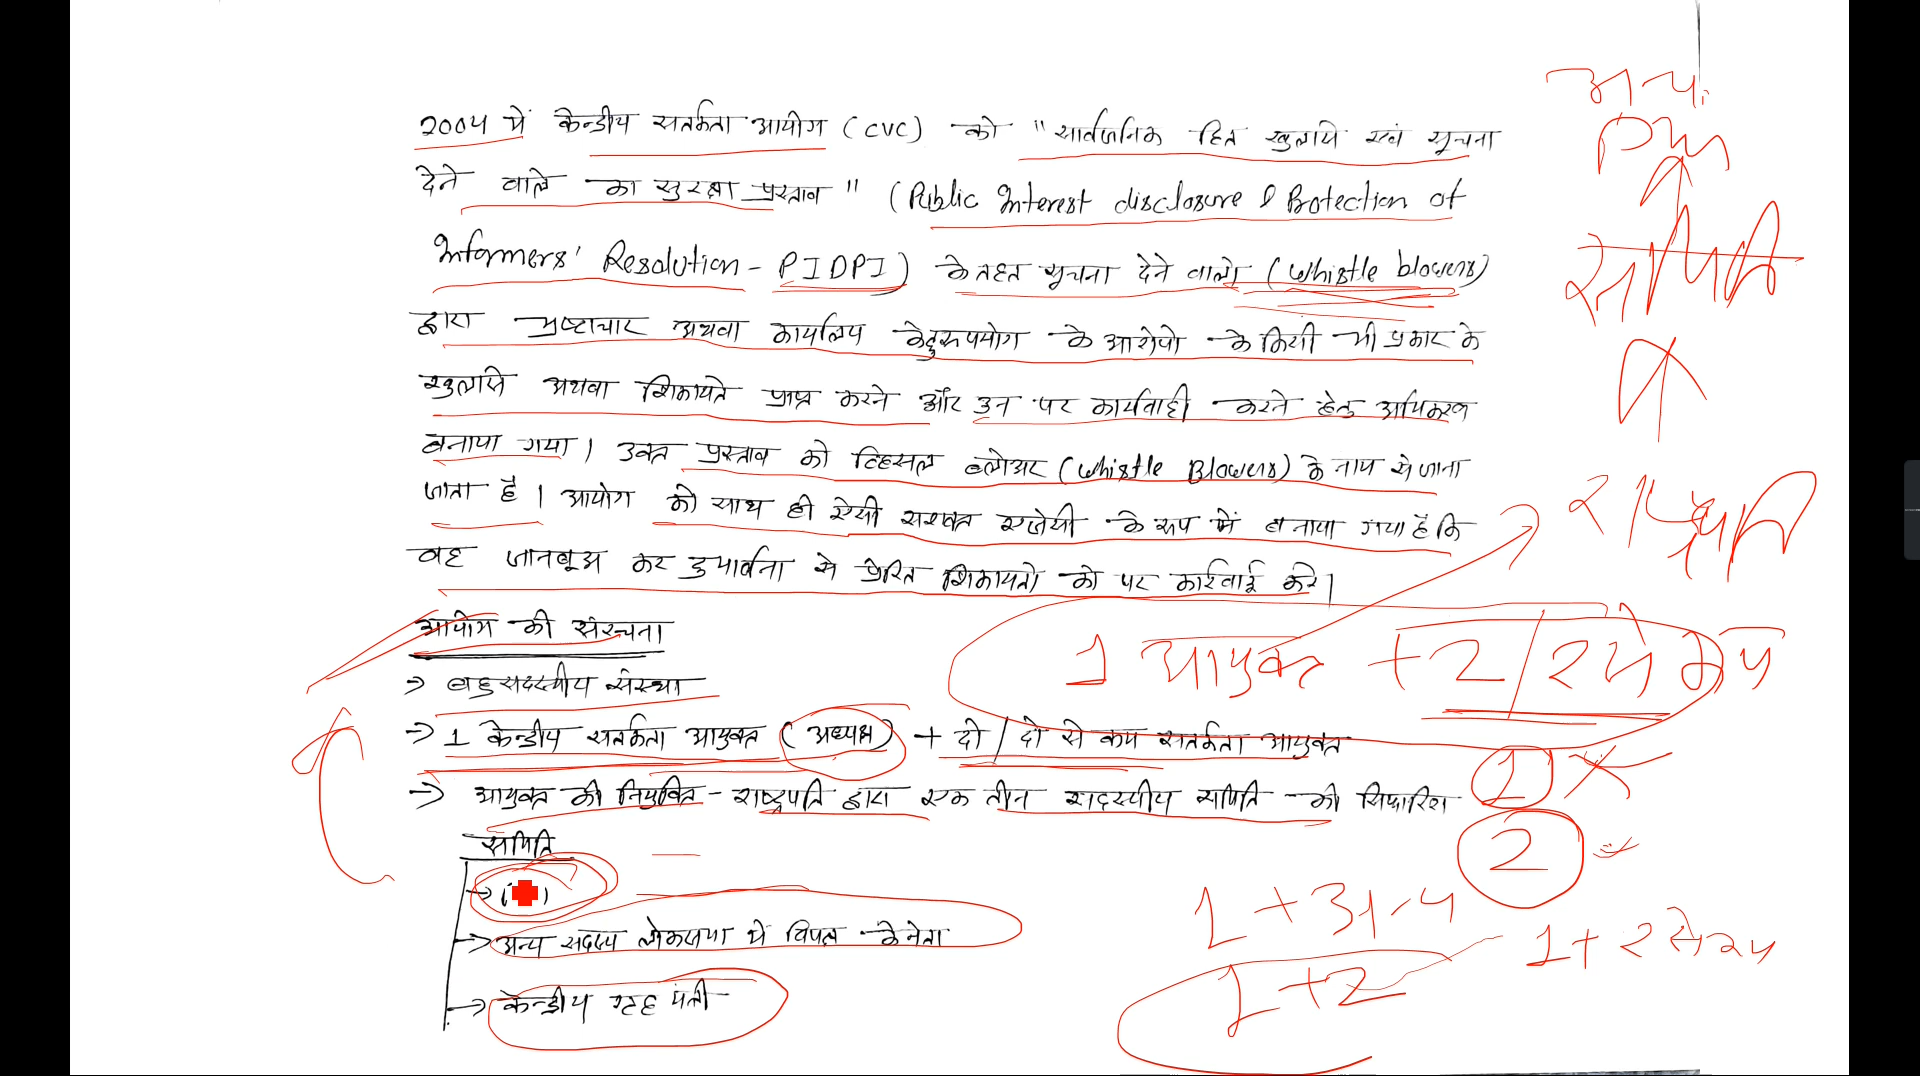 2004 में केन्द्रीय सतर्कता आयोग (CVC) को "सार्वजनिक हित खुलासे एवं सूचना
देने वाले का सुरक्षा प्रस्ताव" (Public Interest disclosure & Protection of
Informers' Resolution - PIDPI) के तहत सूचना देने वालो (Whistle blowers)
द्वारा भ्रष्टाचार अथवा कार्यालय के दुरूपयोग के आरोपो के किसी भी प्रकार के
खुलासे अथवा शिकायते प्राप्त करने और उन पर कार्यवाही करने हेतु अधिकरण
बनाया गया। उक्त प्रस्ताव को व्हिसल ब्लोअर (Whistle Blowers) के नाम से जाना
जाता है। आयोग को साथ ही ऐसी सशक्त एजेंसी के रूप में बनाया गया है कि
वह जानबूझ कर दुर्भावना से प्रेरित शिकायतो को पर कार्रवाई करे।
आयोग की संरचना
→ बहुसदस्यीय संस्था
→ 1 केन्द्रीय सतर्कता आयुक्त (अध्यक्ष) + दो/दो से कम सतर्कता आयुक्त
→ आयुक्त की नियुक्ति - राष्ट्रपति द्वारा एक तीन सदस्यीय समिति की सिफारिश
समिति
→ अन्य सदस्य लोकसभा में विपक्ष के नेता
→ केन्द्रीय गृह मंत्री
PM
समिति
राष्ट्रपति
1 आयुक्त + 2/2 से कम
1 ×
2
1 + 2
1 + 2 से कम